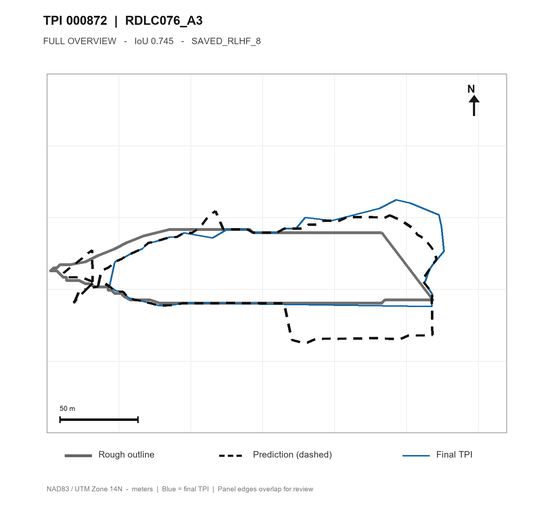 TPI 000872 | RDLC076_A3
FULL OVERVIEW - IoU 0.745 - SAVED_RLHF_8
N
50 m
Rough outline Prediction (dashed) Final TPI
NAD83 / UTM Zone 14N - meters | Blue = final TPI | Panel edges overlap for review